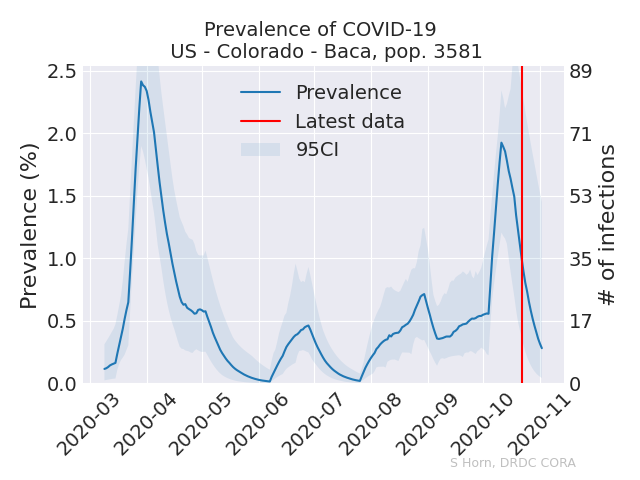 Prevalence of COVID-19
US - Colorado - Baca, pop. 3581
Prevalence (%)
2.5
2.0
1.5
1.0
0.5
0.0
Prevalence
Latest data
95CI
89
71
53
35
17
0
# of infections
2020-03
2020-04
2020-05
2020-06
2020-07
2020-08
2020-09
2020-10
2020-11
S Horn, DRDC CORA